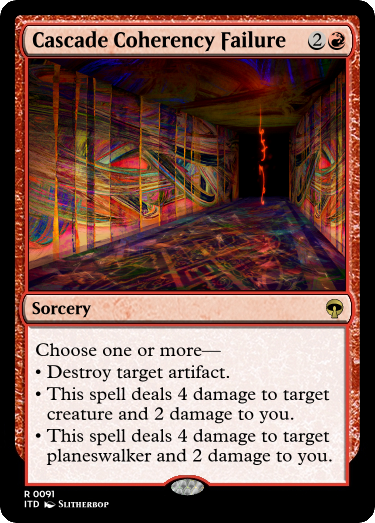 Cascade Coherency Failure 2
Sorcery
Choose one or more—
• Destroy target artifact.
• This spell deals 4 damage to target
creature and 2 damage to you.
• This spell deals 4 damage to target
planeswalker and 2 damage to you.
R 0091
ITD Slitherbop